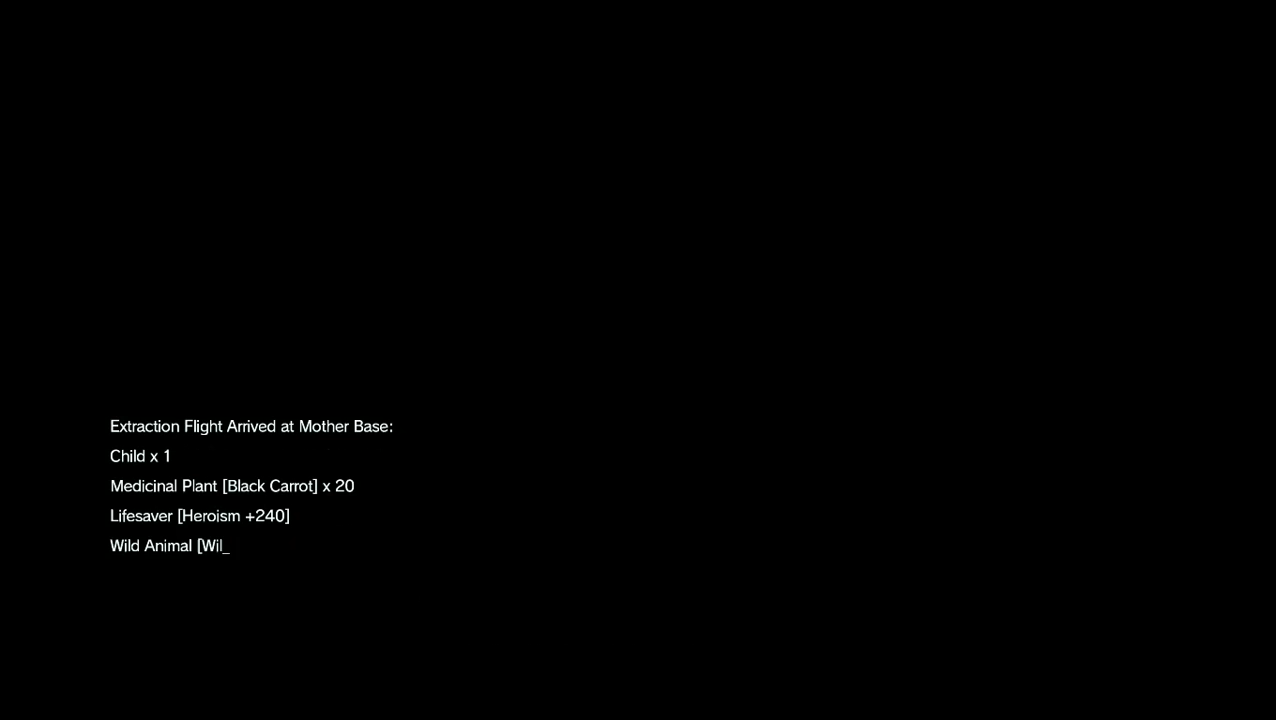 Extraction Flight Arrived at Mother Base:
Child x 1
Medicinal Plant [Black Carrot] x 20
Lifesaver [Heroism +240]
Wild Animal [Wil_